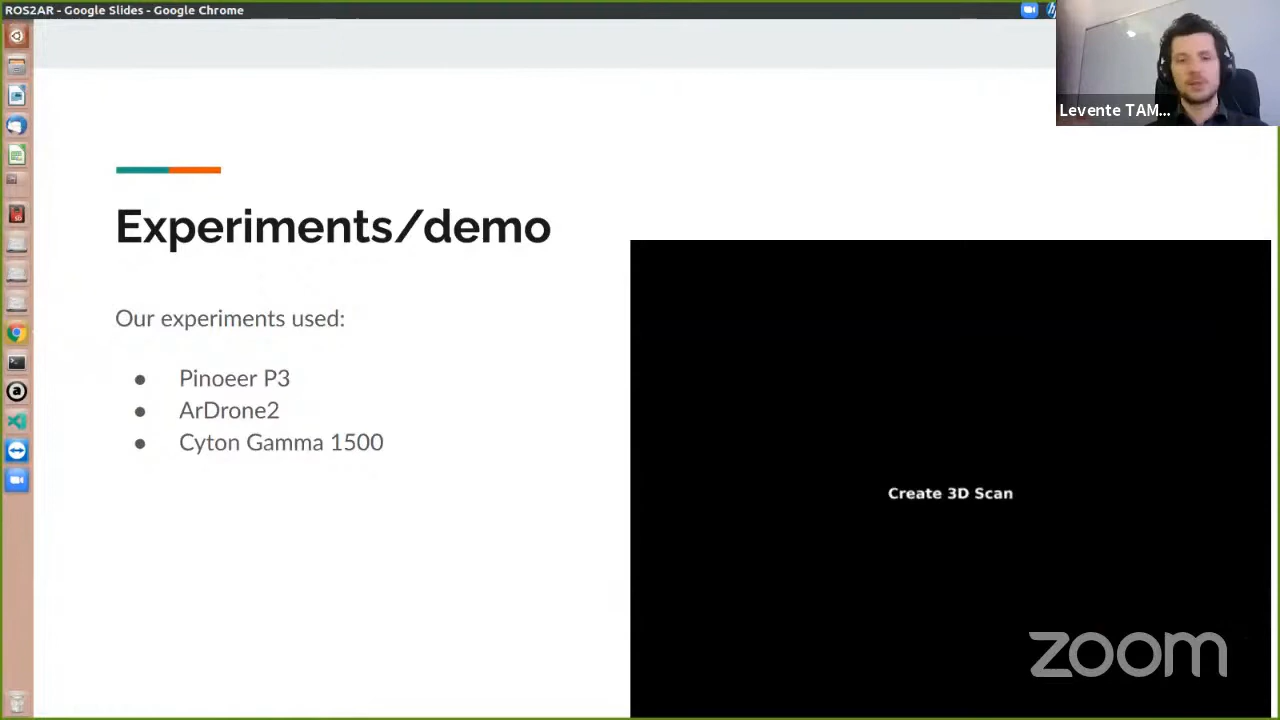 ROS2AR - Google Slides - Google Chrome
Levente TAM...
Experiments/demo
Our experiments used:
● Pinoeer P3
● ArDrone2
● Cyton Gamma 1500
Create 3D Scan
zoom